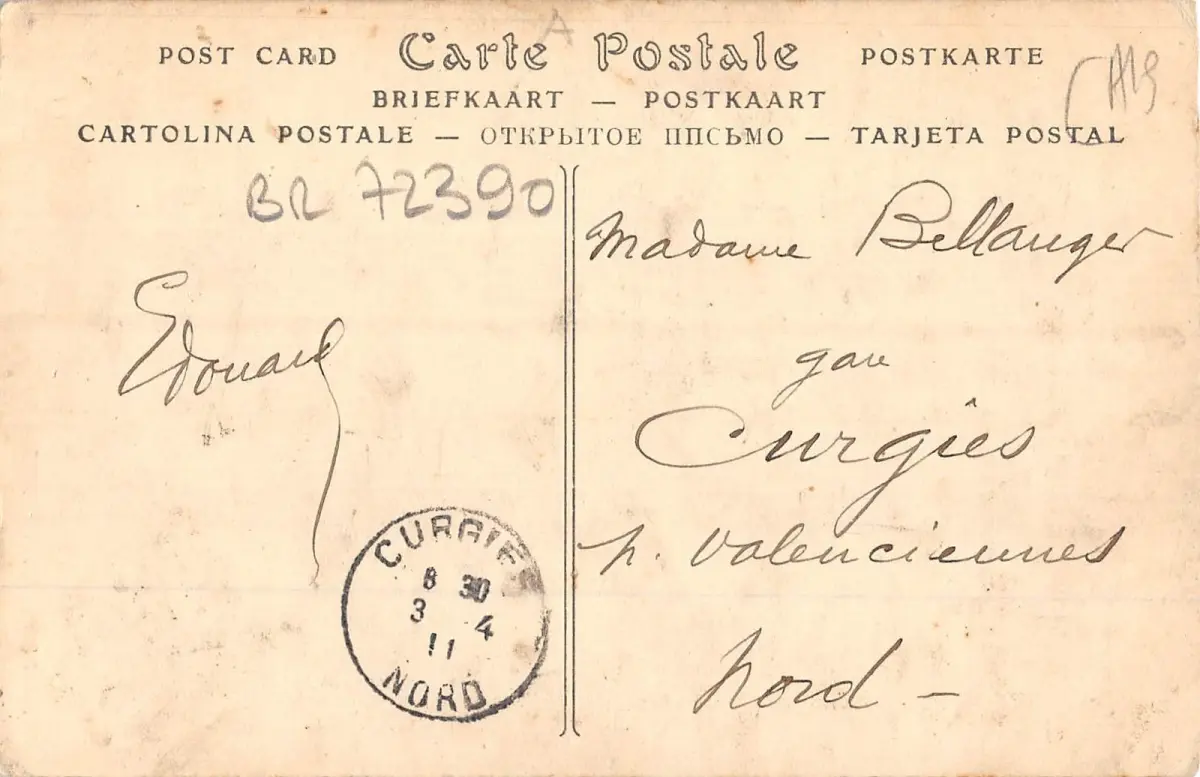 POST CARD Carte Postale POSTKARTE
BRIEFKAART — POSTKAART
CARTOLINA POSTALE — ОТКРЫТОЕ ППСЬМО — TARJETA POSTAL
BR 72390
Madame Bellanger
gare
Curgies
p. Valenciennes
Nord –
Edouard
CURGIES
8 30
3 4
11
NORD